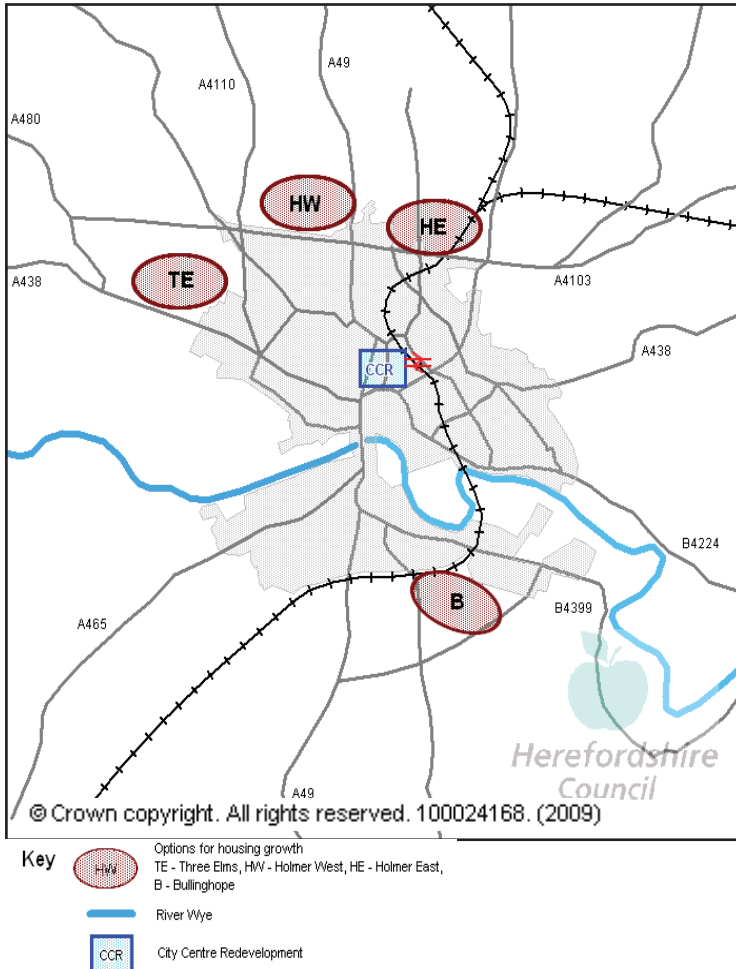 A49
A4110
A480
HW
HE
TE
A438
A4103
A438
CCR
B4224
B
B4399
A465
A49
Herefordshire
Council
© Crown copyright. All rights reserved. 100024168. (2009)
Key
HW
Options for housing growth
TE - Three Elms, HW - Holmer West, HE - Holmer East,
B - Bullinghope
River Wye
CCR
City Centre Redevelopment